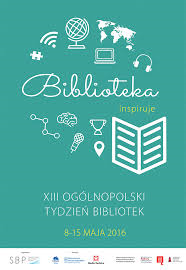 Biblioteka
inspiruje
XIII OGÓLNOPOLSKI
TYDZIEŃ BIBLIOTEK
8-15 MAJA 2016
SBP